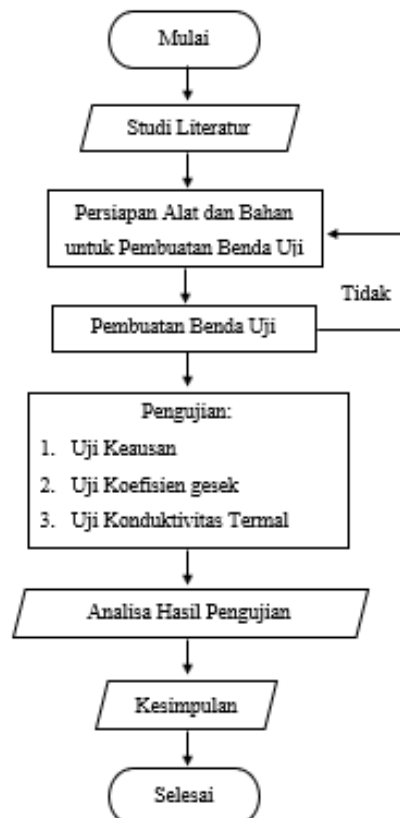 Mulai
Studi Literatur
Persiapan Alat dan Bahan
untuk Pembuatan Benda Uji
Tidak
Pembuatan Benda Uji
Pengujian:
1. Uji Keausan
2. Uji Koefisien gesek
3. Uji Konduktivitas Termal
Analisa Hasil Pengujian
Kesimpulan
Selesai